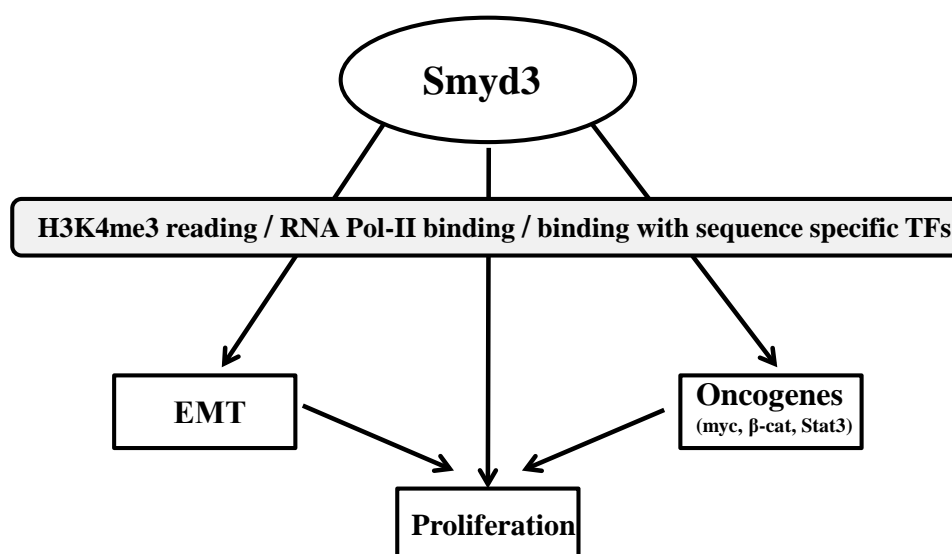 Smyd3
H3K4me3 reading / RNA Pol-II binding / binding with sequence specific TFs
EMT
Oncogenes
(myc, β-cat, Stat3)
Proliferation